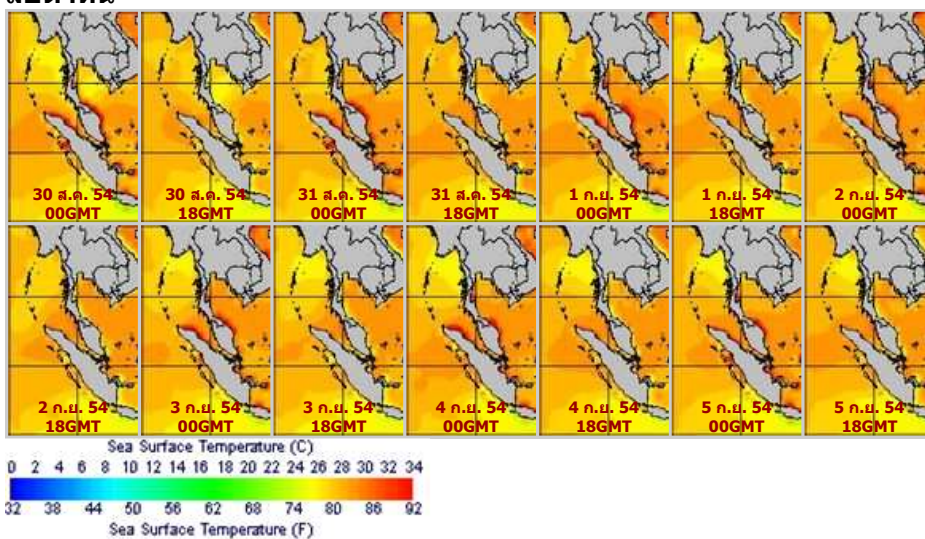 30 ส.ค. 54
00GMT
30 ส.ค. 54
18GMT
31 ส.ค. 54
00GMT
31 ส.ค. 54
18GMT
1 ก.ย. 54
00GMT
1 ก.ย. 54
18GMT
2 ก.ย. 54
00GMT
2 ก.ย. 54
18GMT
3 ก.ย. 54
00GMT
3 ก.ย. 54
18GMT
4 ก.ย. 54
00GMT
4 ก.ย. 54
18GMT
5 ก.ย. 54
00GMT
5 ก.ย. 54
18GMT
Sea Surface Temperature (C)
0 2 4 6 8 10 12 14 16 18 20 22 24 26 28 30 32 34
32 38 44 50 56 62 68 74 80 86 92
Sea Surface Temperature (F)